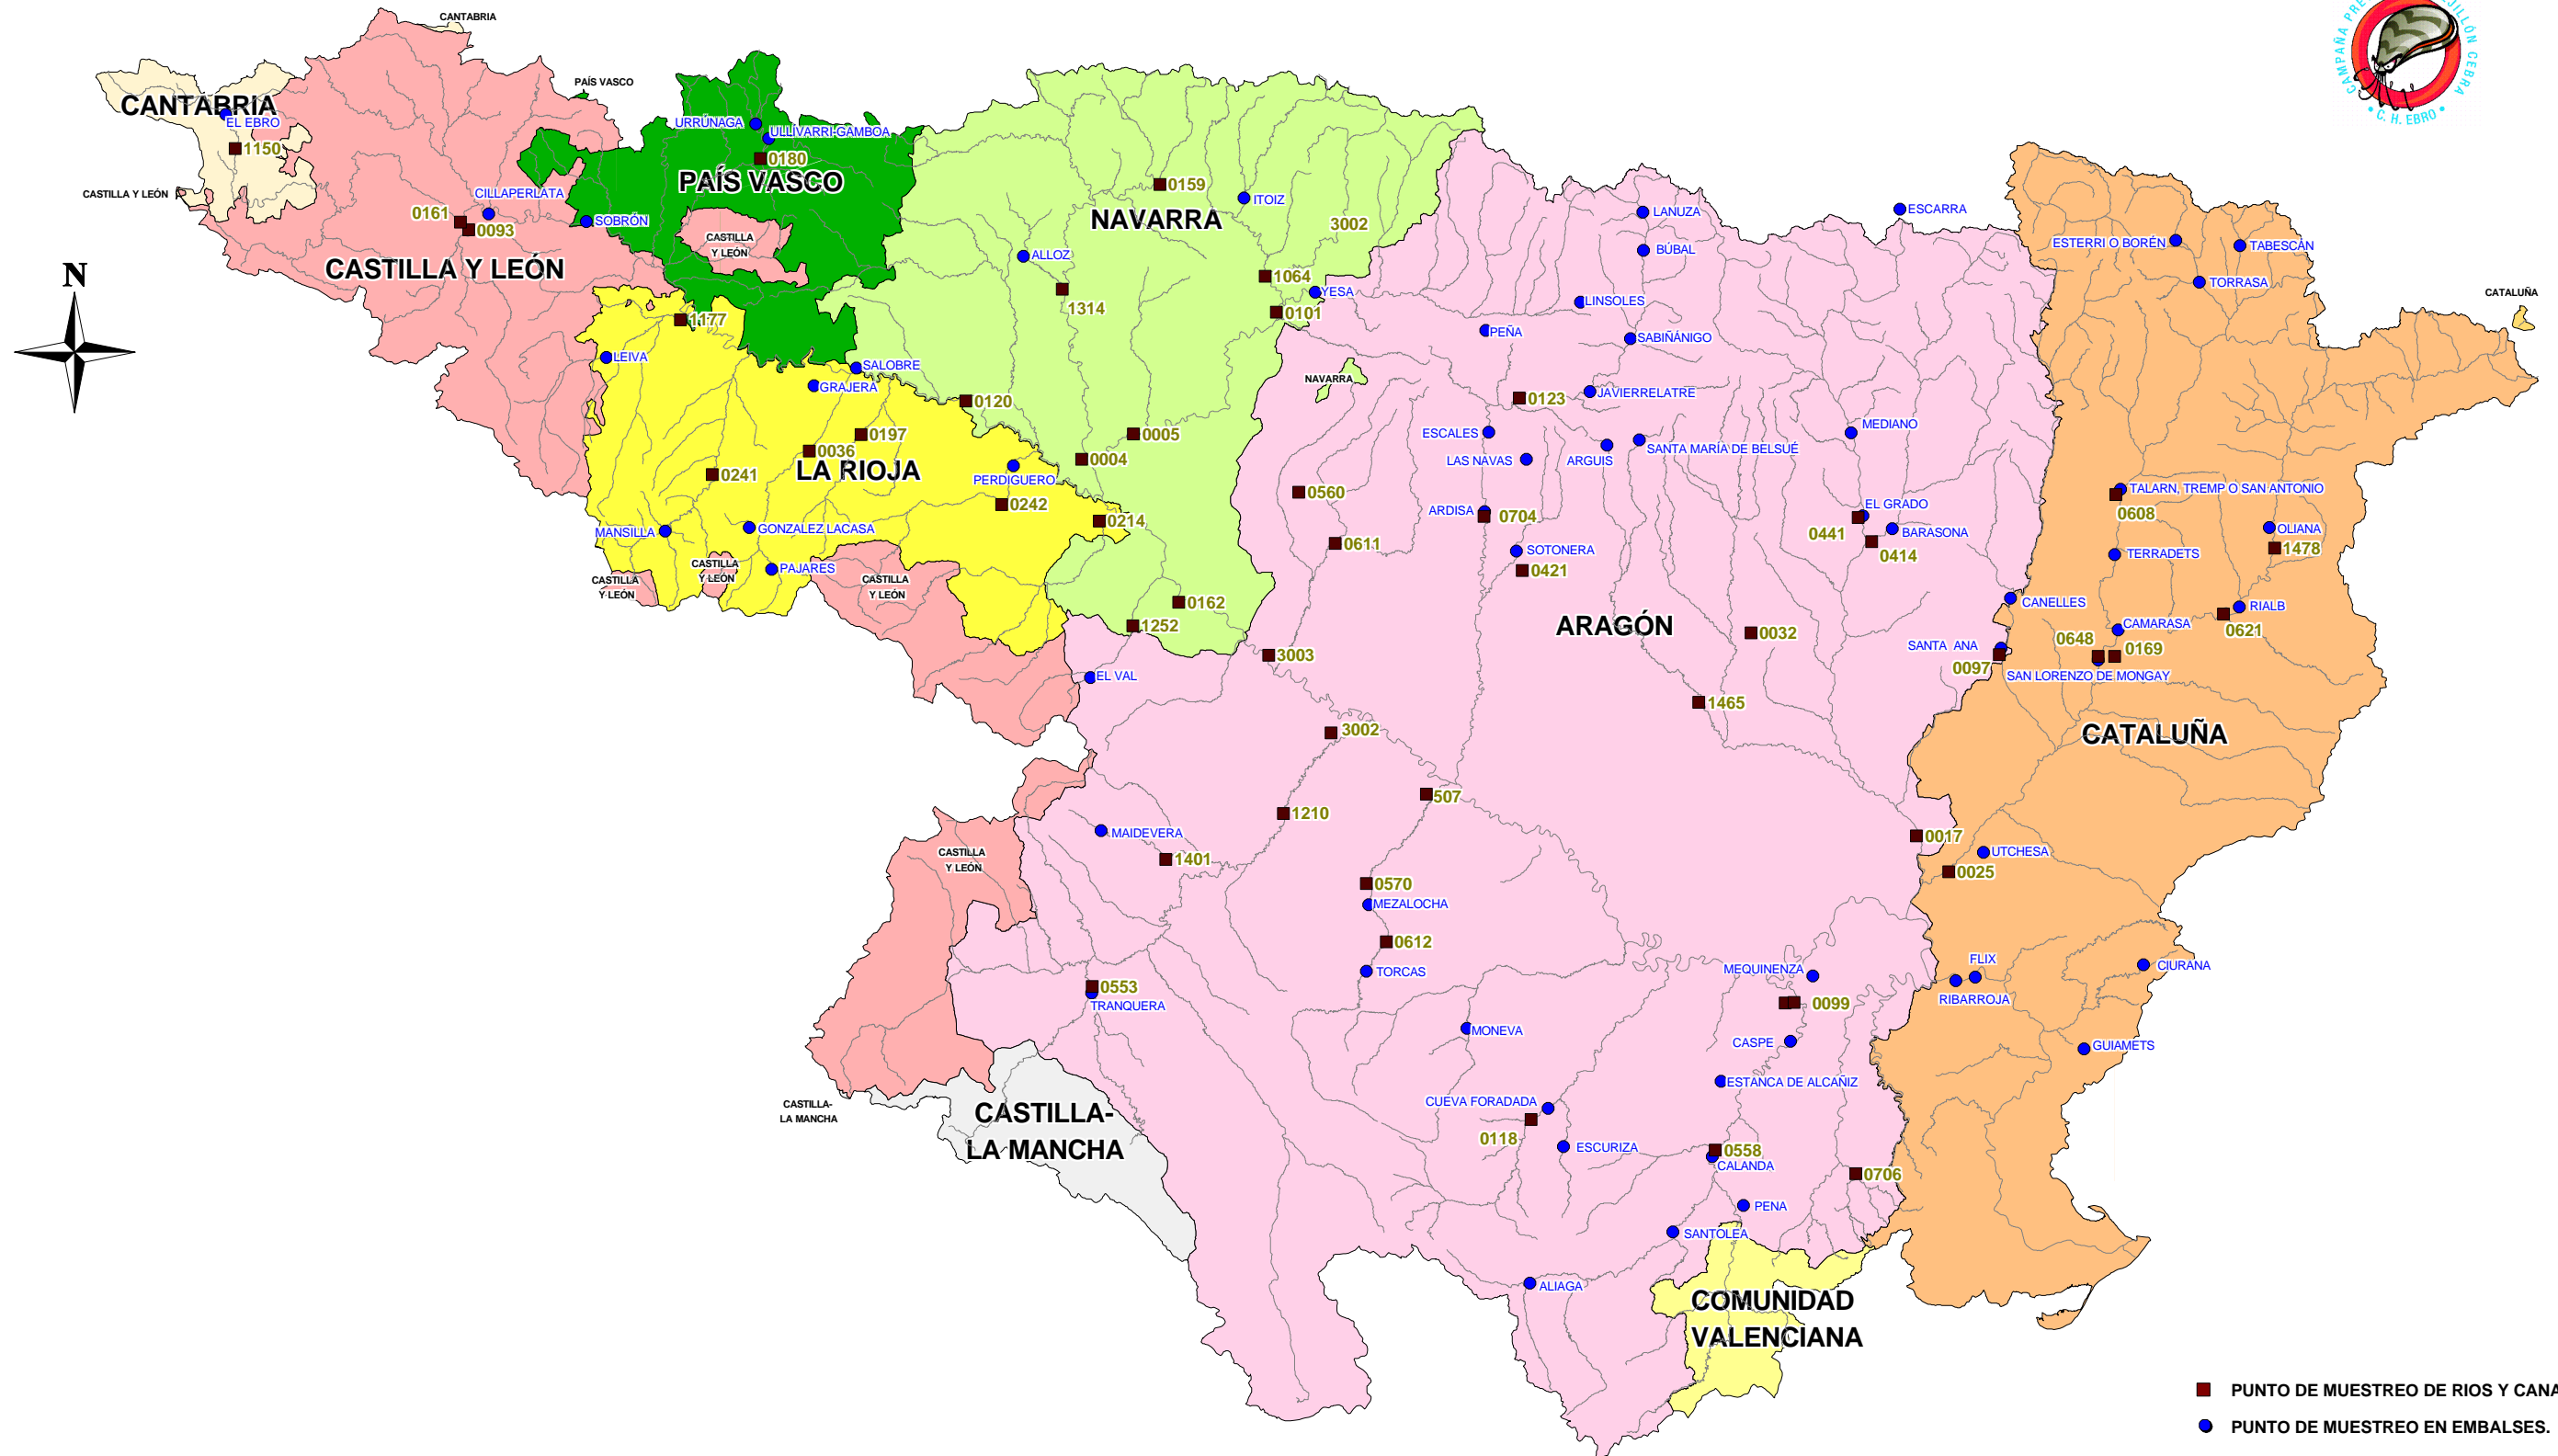 CANTABRIA
CAMPAÑA
JILLÓN CEBRA
• C. H. EBRO •
CANTABRIA
EL EBRO
1150
PAÍS VASCO
URRÚNAGA
ULLÍVARRI-GAMBOA
0180
PAÍS VASCO
CASTILLA Y LEÓN
CILLAPERLATA
0161
0093
SOBRÓN
CASTILLA
Y LEÓN
CASTILLA Y LEÓN
N
0159
ITOIZ
NAVARRA
3002
ALLOZ
1314
1064
YESA
0101
LANUZA
BÚBAL
ESCARRA
LINSOLES
PEÑA
SABIÑÁNIGO
ESTERRI O BORÉN
TABESCÁN
TORRASA
CATALUÑA
1177
LEIVA
SALOBRE
GRAJERA
NAVARRA
0120
0123
JAVIERRELATRE
0197
0036
LA RIOJA
0005
0004
ESCALES
LAS NAVAS
ARGUIS
SANTA MARÍA DE BELSUÉ
MEDIANO
0241
PERDIGUERO
0242
0560
TALARN, TREMP O SAN ANTONIO
0608
MANSILLA
GONZALEZ LACASA
0214
0611
ARDISA
0704
EL GRADO
0441
BARASONA
0414
OLIANA
1478
TERRADETS
SOTONERA
0421
CASTILLA
Y LEÓN
CASTILLA
Y LEÓN
PAJARES
CASTILLA
Y LEÓN
0162
1252
ARAGÓN
0032
CANELLES
RIALB
0621
CAMARASA
0648
0169
SANTA ANA
0097
SAN LORENZO DE MONGAY
3003
EL VAL
1465
3002
CATALUÑA
507
1210
MAIDEVERA
1401
CASTILLA
Y LEÓN
0017
UTCHESA
0025
0570
MEZALOCHA
0612
TORCAS
0553
TRANQUERA
MEQUINENZA
0099
FLIX
RIBARROJA
CIURANA
MONEVA
CASPE
GUIAMETS
ESTANCA DE ALCAÑIZ
CASTILLA-
LA MANCHA
CASTILLA-
LA MANCHA
CUEVA FORADADA
0118
ESCURIZA
0558
CALANDA
0706
PENA
SANTOLEA
ALIAGA
COMUNIDAD
VALENCIANA
PUNTO DE MUESTREO DE RIOS Y CANA
PUNTO DE MUESTREO EN EMBALSES.